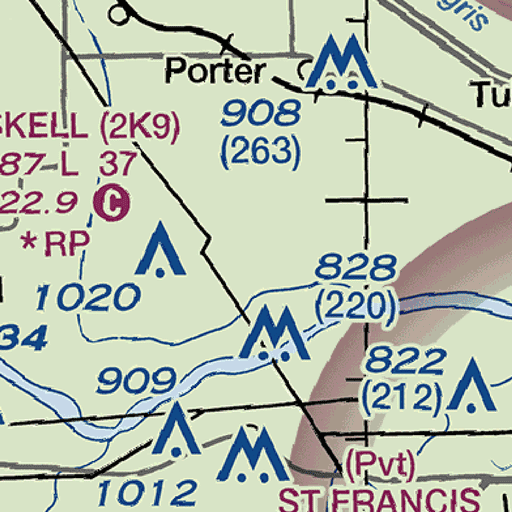 gris
Porter
Tu
908
(263)
SKELL (2K9)
87 L 37
22.9 C
*RP
828
(220)
1020
34
909
822
(212)
1012
(Pvt)
ST FRANCIS